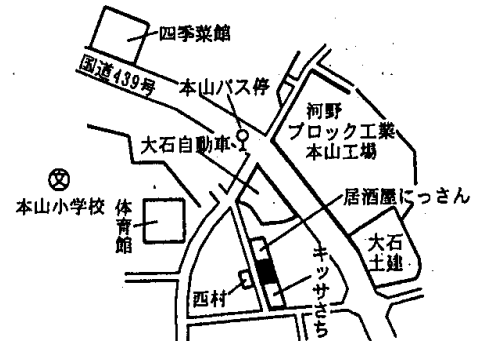 四季菜館
国道439号
本山バス停
大石自動車
河野
ブロック工業
本山工場
居酒屋にっさん
文
本山小学校
体育館
大石
土建
西村
キッサさち